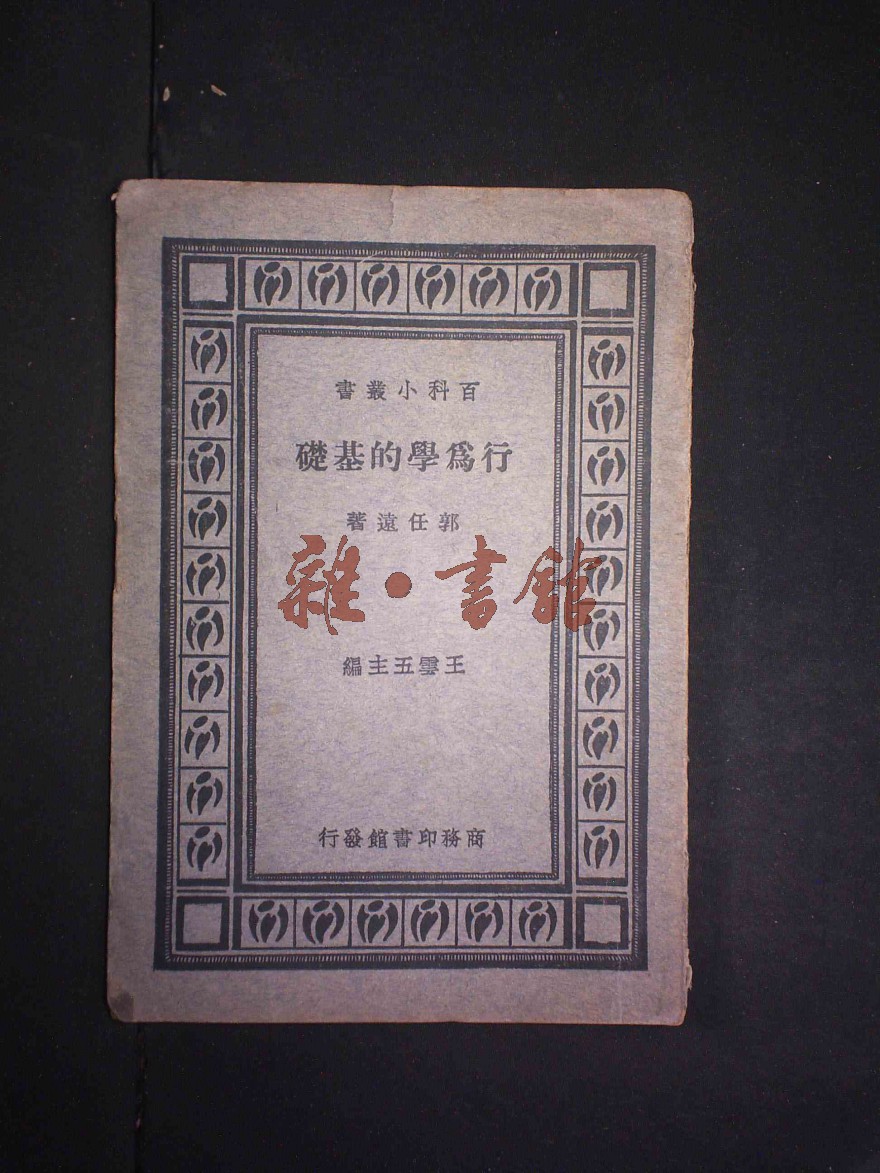 百科小叢書
行爲學的基礎
郭任遠著
雜·書館
王雲五主編
商務印書館發行